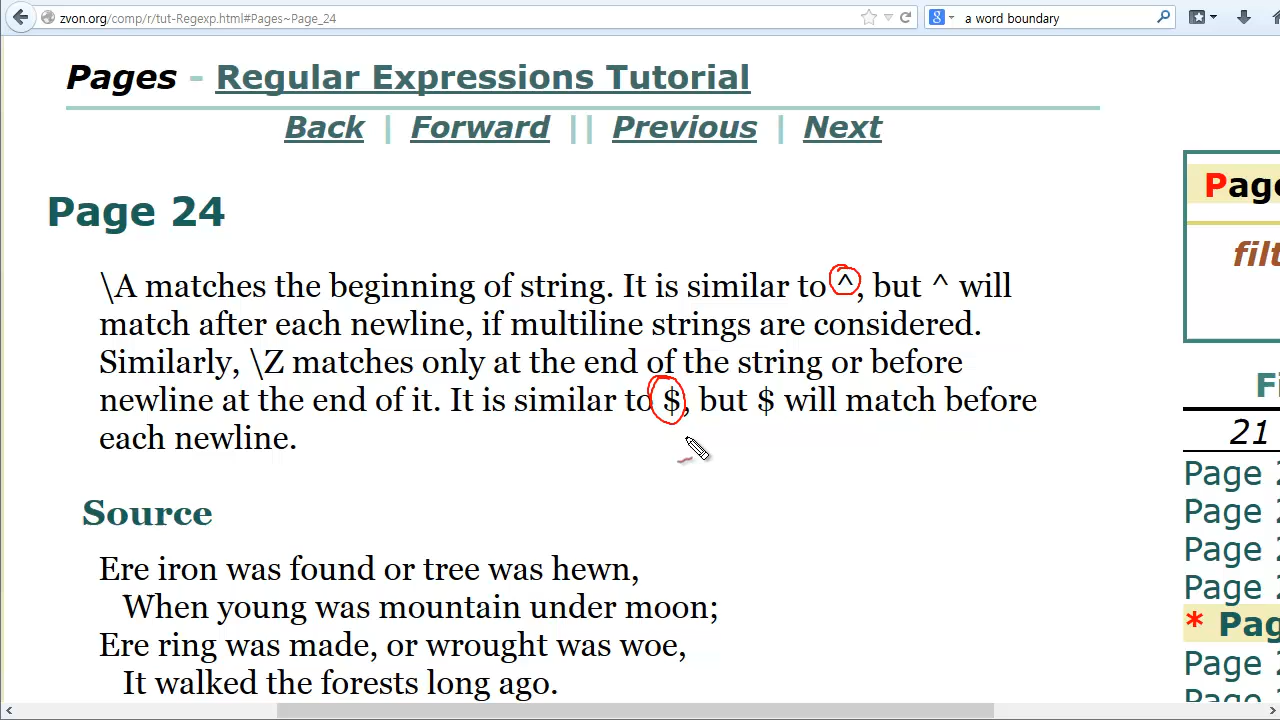 zvon.org/comp/r/tut-Regexp.html#Pages~Page_24
a word boundary
Pages - Regular Expressions Tutorial
Back | Forward || Previous | Next
Page 24
\A matches the beginning of string. It is similar to ^, but ^ will
match after each newline, if multiline strings are considered.
Similarly, \Z matches only at the end of the string or before
newline at the end of it. It is similar to $, but $ will match before
each newline.
Source
Ere iron was found or tree was hewn,
When young was mountain under moon;
Ere ring was made, or wrought was woe,
It walked the forests long ago.
21
Page
Page
Page
Page
*
Page